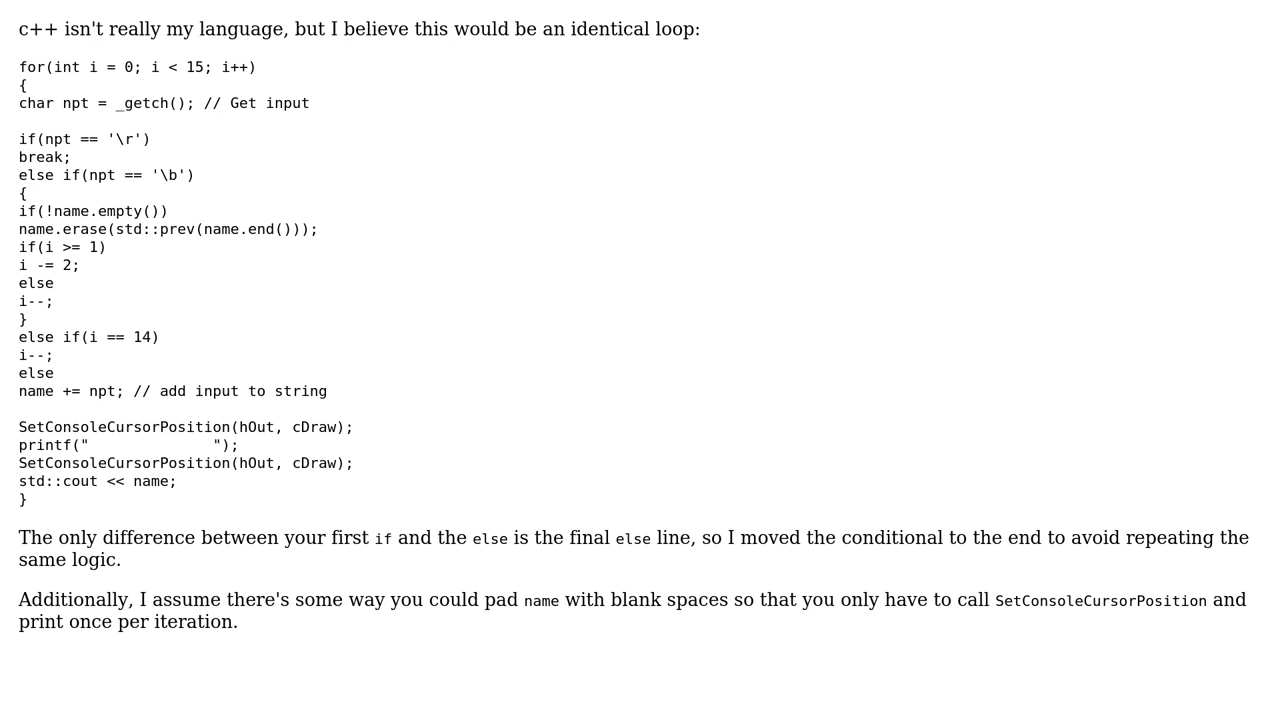 c++ isn't really my language, but I believe this would be an identical loop:
for(int i = 0; i < 15; i++)
{
char npt = _getch(); // Get input
if(npt == '\r')
break;
else if(npt == '\b')
{
if(!name.empty())
name.erase(std::prev(name.end()));
if(i >= 1)
i -= 2;
else
i--;
}
else if(i == 14)
i--;
else
name += npt; // add input to string
SetConsoleCursorPosition(hOut, cDraw);
printf("              ");
SetConsoleCursorPosition(hOut, cDraw);
std::cout << name;
}
The only difference between your first if and the else is the final else line, so I moved the conditional to the end to avoid repeating the
same logic.
Additionally, I assume there's some way you could pad name with blank spaces so that you only have to call SetConsoleCursorPosition and
print once per iteration.